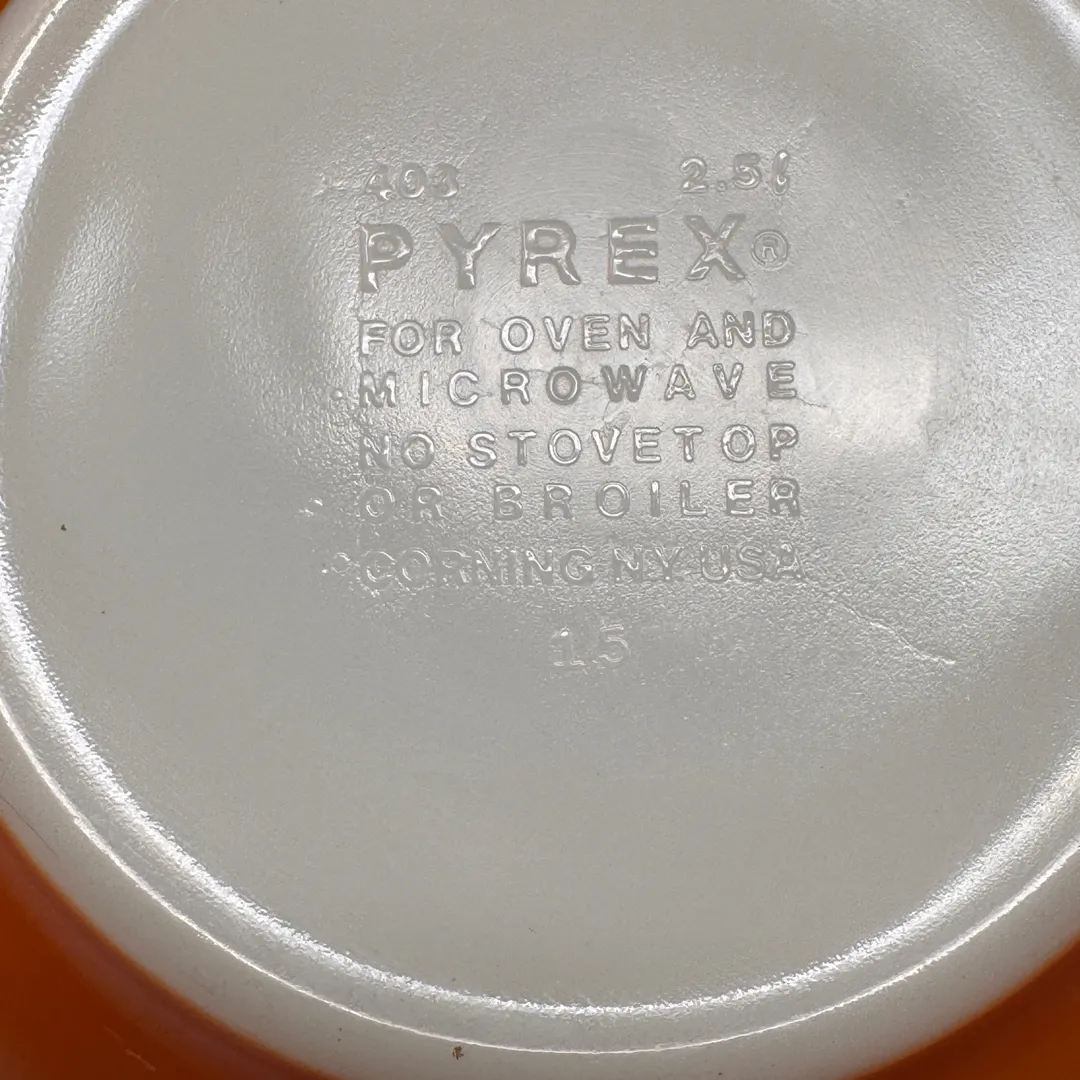 403 2.5ℓ
PYREX®
FOR OVEN AND
MICROWAVE
NO STOVETOP
OR BROILER
CORNING NY USA
15